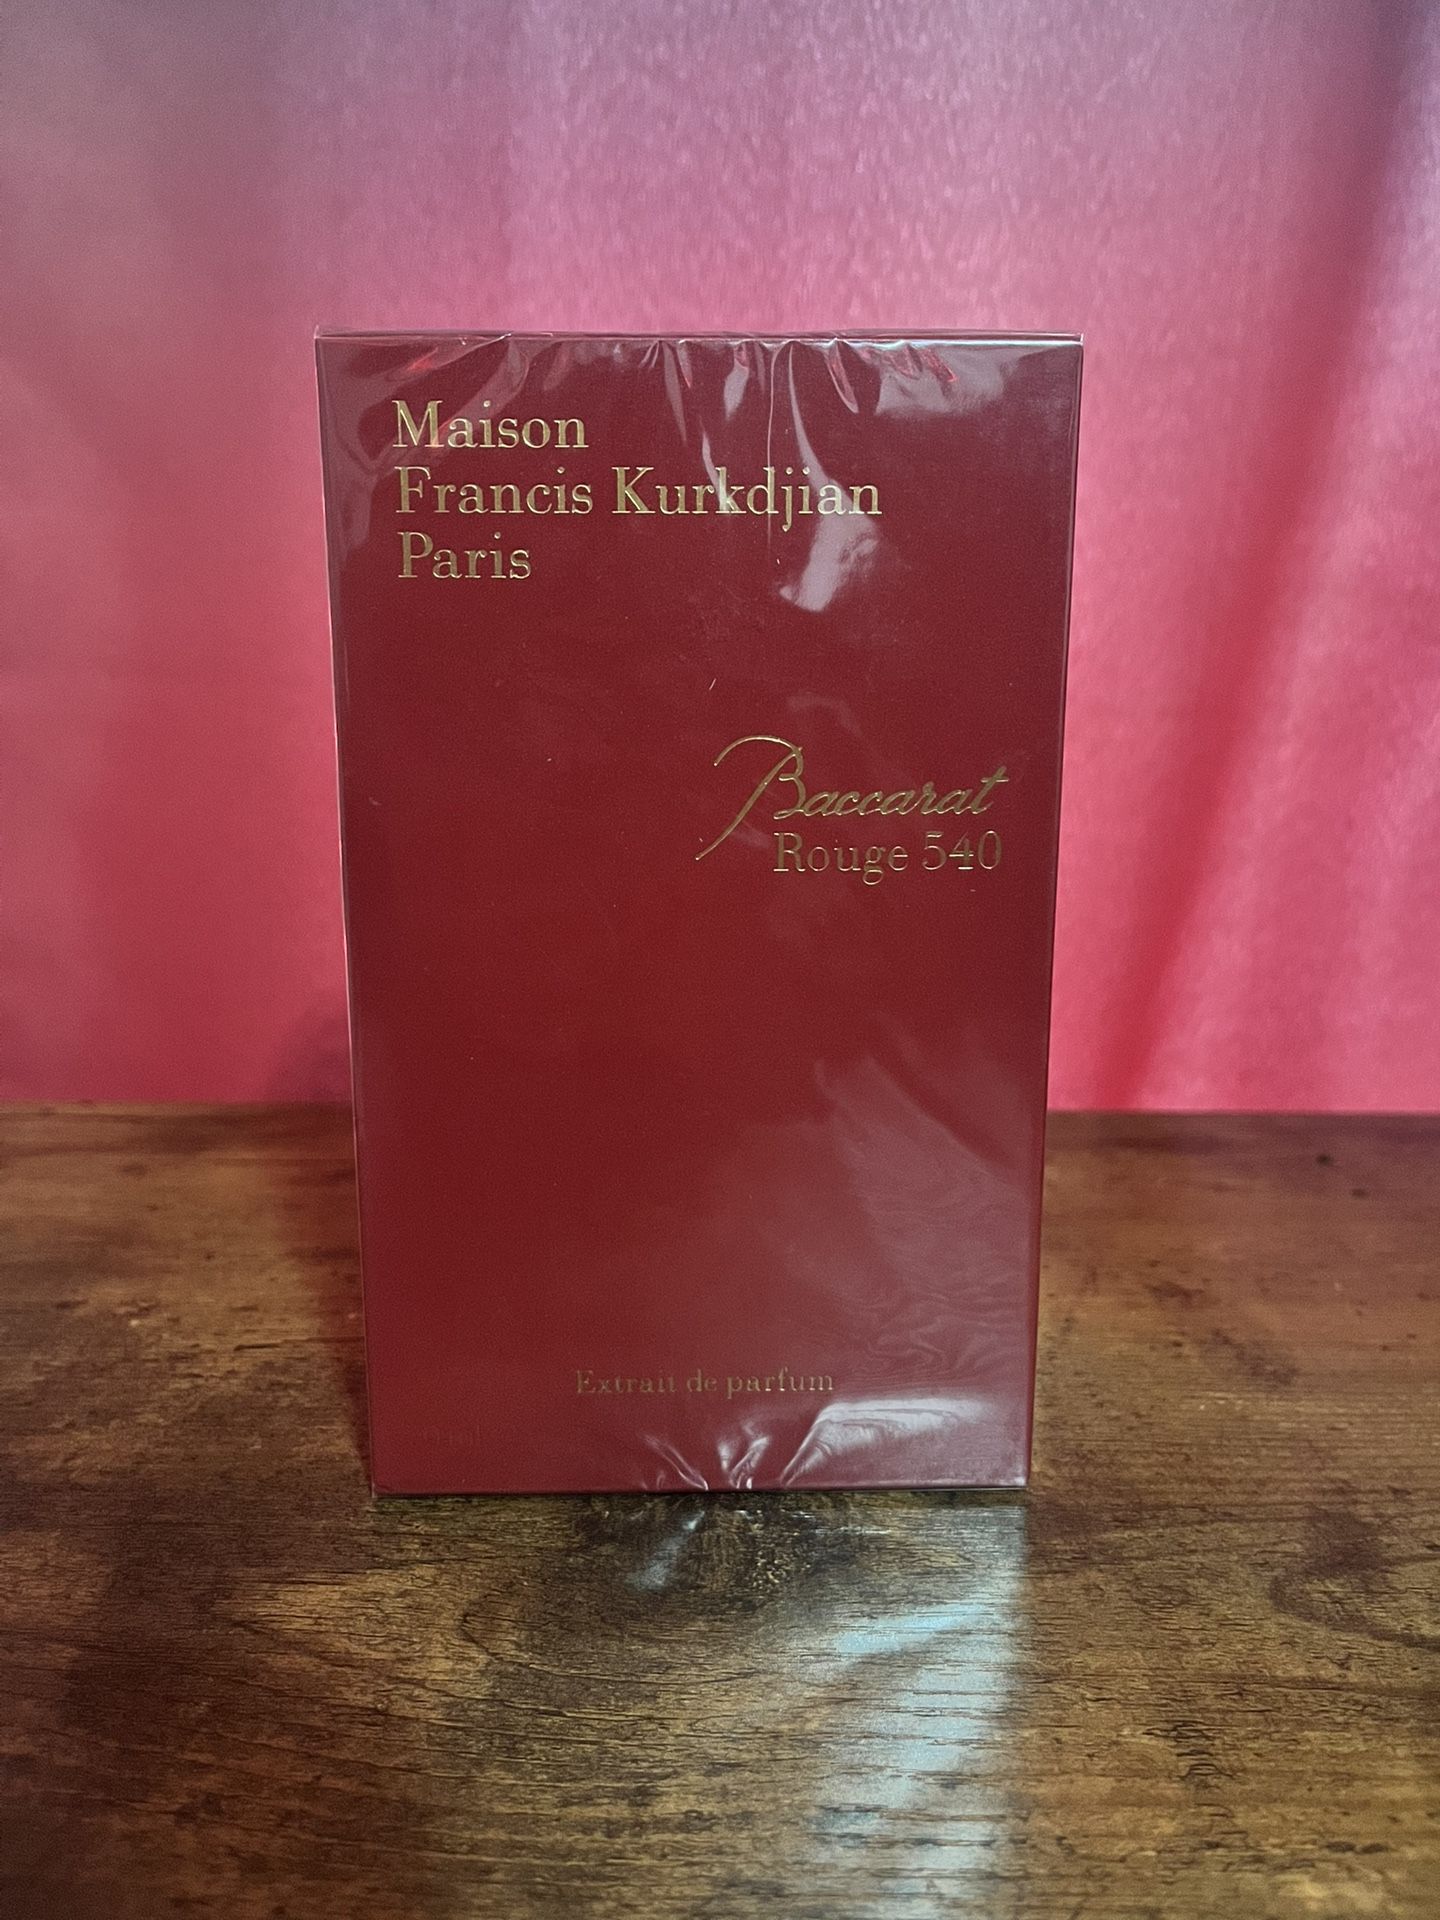 Maison
Francis Kurkdjian
Paris
Baccarat
Rouge 540
Extrait de parfum